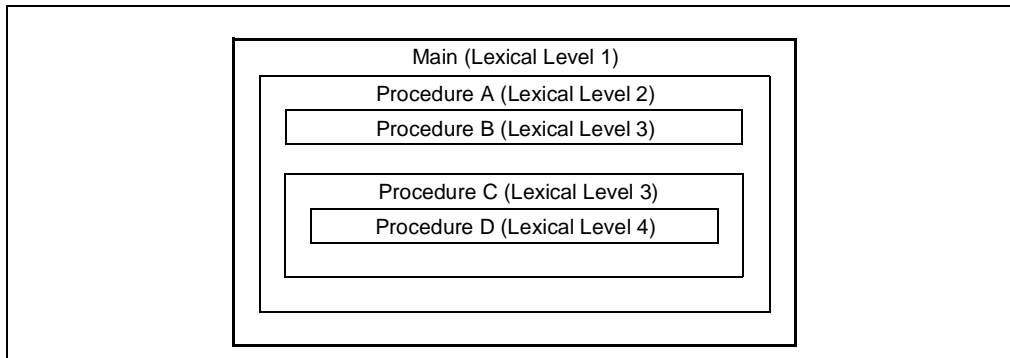 Main (Lexical Level 1)
Procedure A (Lexical Level 2)
Procedure B (Lexical Level 3)
Procedure C (Lexical Level 3)
Procedure D (Lexical Level 4)